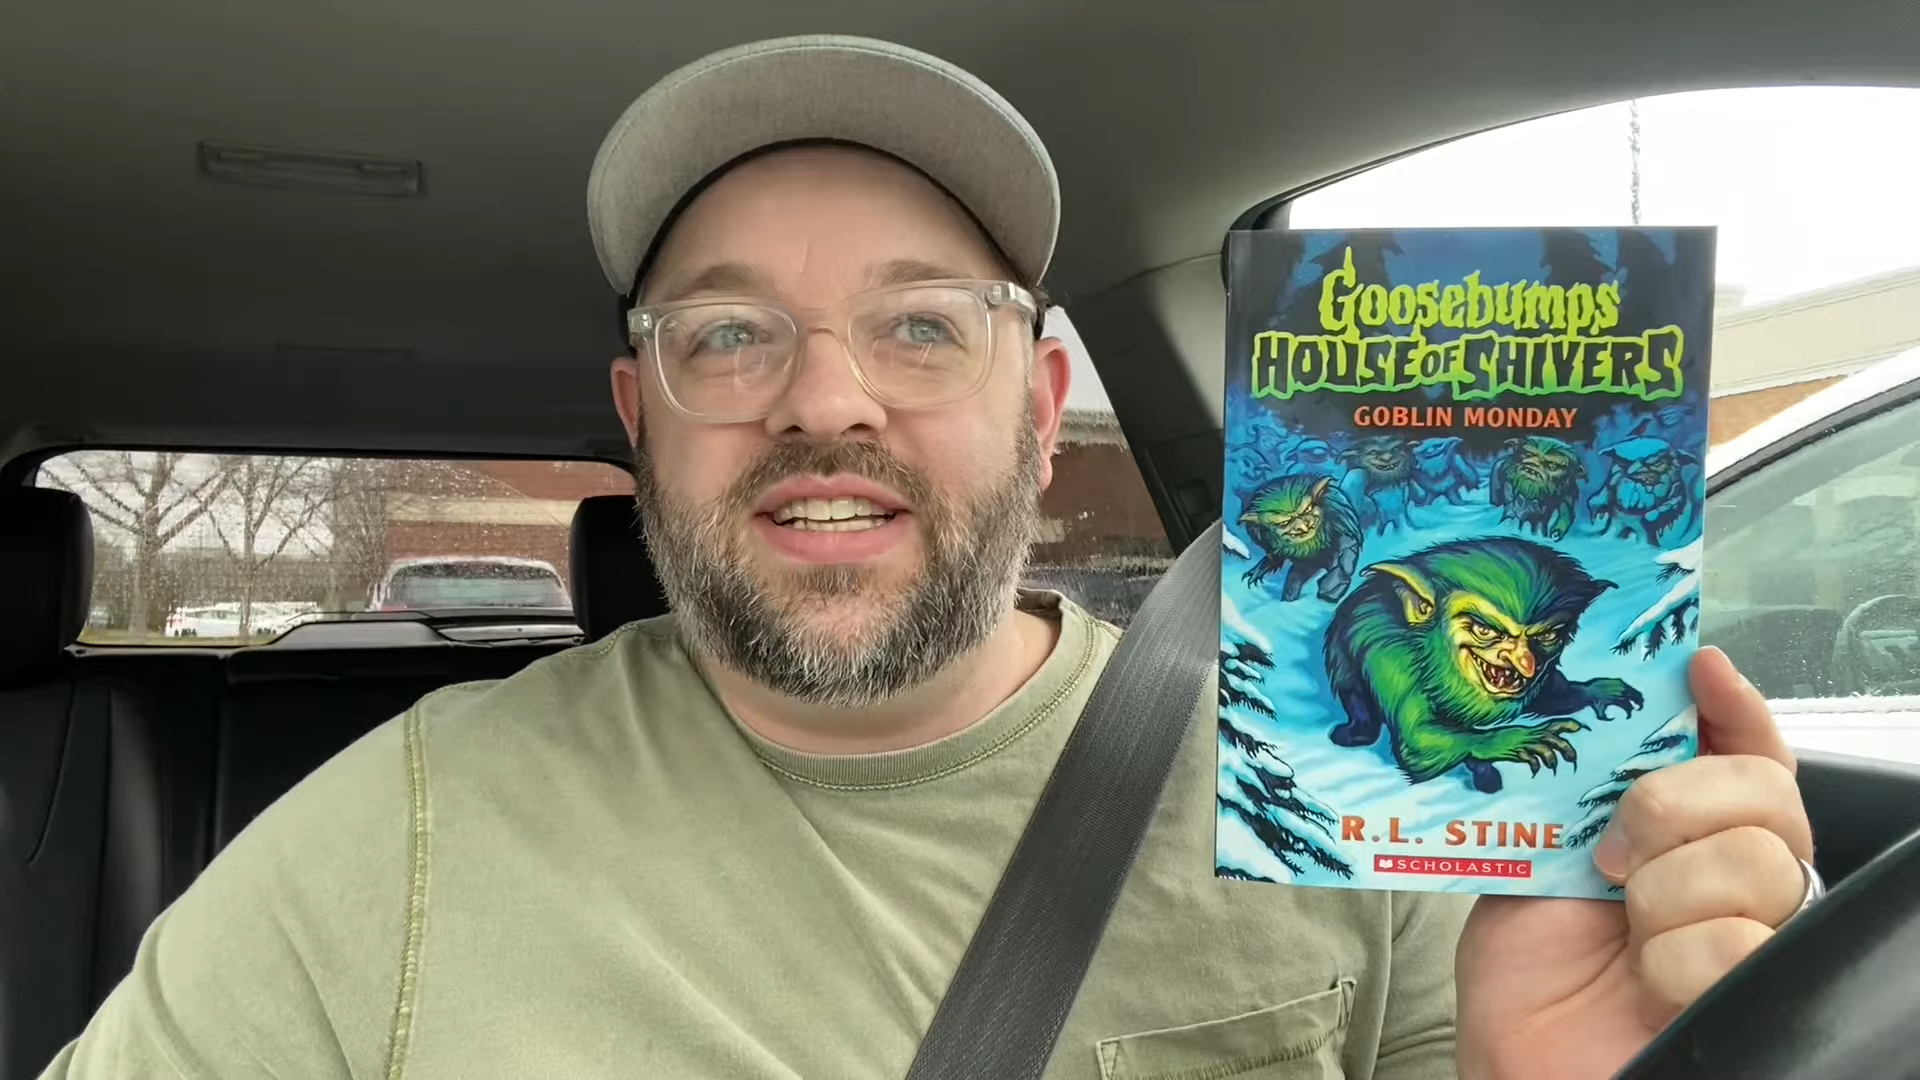 Goosebumps
HOUSE OF SHIVERS
GOBLIN MONDAY
R.L. STINE
SCHOLASTIC